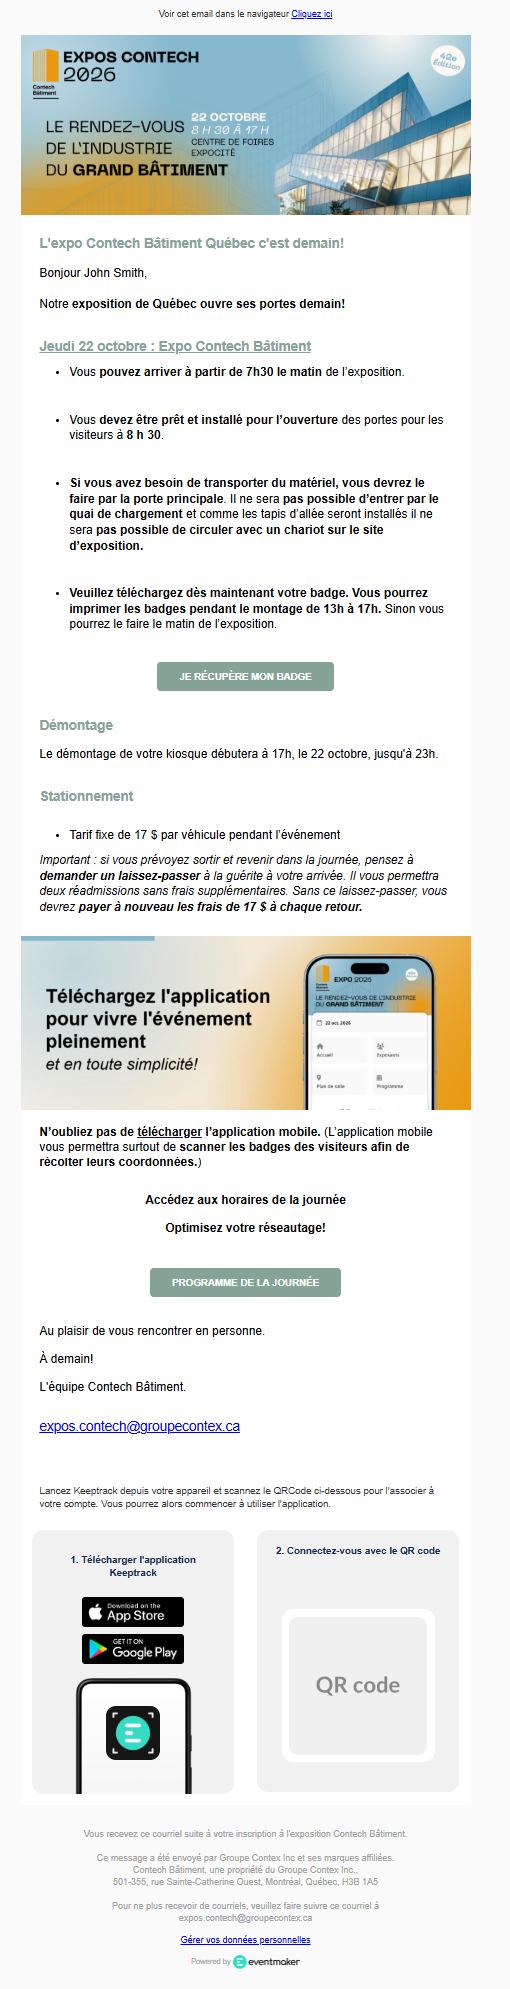 Voir cet email dans le navigateur Cliquez ici
EXPOS CONTECH
2026
Contech
Bâtiment
42e
Édition
22 OCTOBRE
8 H 30 À 17 H
CENTRE DE FOIRES
EXPOCITÉ
LE RENDEZ-VOUS
DE L'INDUSTRIE
DU GRAND BÂTIMENT
L'expo Contech Bâtiment Québec c'est demain!
Bonjour John Smith,
Notre exposition de Québec ouvre ses portes demain!
Jeudi 22 octobre : Expo Contech Bâtiment
• Vous pouvez arriver à partir de 7h30 le matin de l'exposition.
• Vous devez être prêt et installé pour l'ouverture des portes pour les
visiteurs à 8 h 30.
• Si vous avez besoin de transporter du matériel, vous devrez le
faire par la porte principale. Il ne sera pas possible d'entrer par le
quai de chargement et comme les tapis d'allée seront installés il ne
sera pas possible de circuler avec un chariot sur le site
d'exposition.
• Veuillez téléchargez dès maintenant votre badge. Vous pourrez
imprimer les badges pendant le montage de 13h à 17h. Sinon vous
pourrez le faire le matin de l'exposition.
JE RÉCUPÈRE MON BADGE
Démontage
Le démontage de votre kiosque débutera à 17h, le 22 octobre, jusqu'à 23h.
Stationnement
• Tarif fixe de 17 $ par véhicule pendant l'événement
Important : si vous prévoyez sortir et revenir dans la journée, pensez à
demander un laissez-passer à la guérite à votre arrivée. Il vous permettra
deux réadmissions sans frais supplémentaires. Sans ce laissez-passer, vous
devrez payer à nouveau les frais de 17 $ à chaque retour.
Téléchargez l'application
pour vivre l'événement
pleinement
et en toute simplicité!
EXPO 2025
LE RENDEZ-VOUS DE L'INDUSTRIE
DU GRAND BÂTIMENT
22 oct. 2026
Accueil
Exposants
Plan de salle
Programme
N'oubliez pas de télécharger l'application mobile. (L'application mobile
vous permettra surtout de scanner les badges des visiteurs afin de
récolter leurs coordonnées.)
Accédez aux horaires de la journée
Optimisez votre réseautage!
PROGRAMME DE LA JOURNÉE
Au plaisir de vous rencontrer en personne.
À demain!
L'équipe Contech Bâtiment.
expos.contech@groupecontex.ca
Lancez Keeptrack depuis votre appareil et scannez le QRCode ci-dessous pour l'associer à
votre compte. Vous pourrez alors commencer à utiliser l'application.
1. Télécharger l'application
Keeptrack
Download on the
App Store
GET IT ON
Google Play
2. Connectez-vous avec le QR code
QR code
Vous recevez ce courriel suite à votre inscription à l'exposition Contech Bâtiment.
Ce message a été envoyé par Groupe Contex Inc et ses marques affiliées.
Contech Bâtiment, une propriété du Groupe Contex Inc.,
501-355, rue Sainte-Catherine Ouest, Montréal, Québec, H3B 1A5
Pour ne plus recevoir de courriels, veuillez faire suivre ce courriel à
expos.contech@groupecontex.ca
Gérer vos données personnelles
Powered by eventmaker